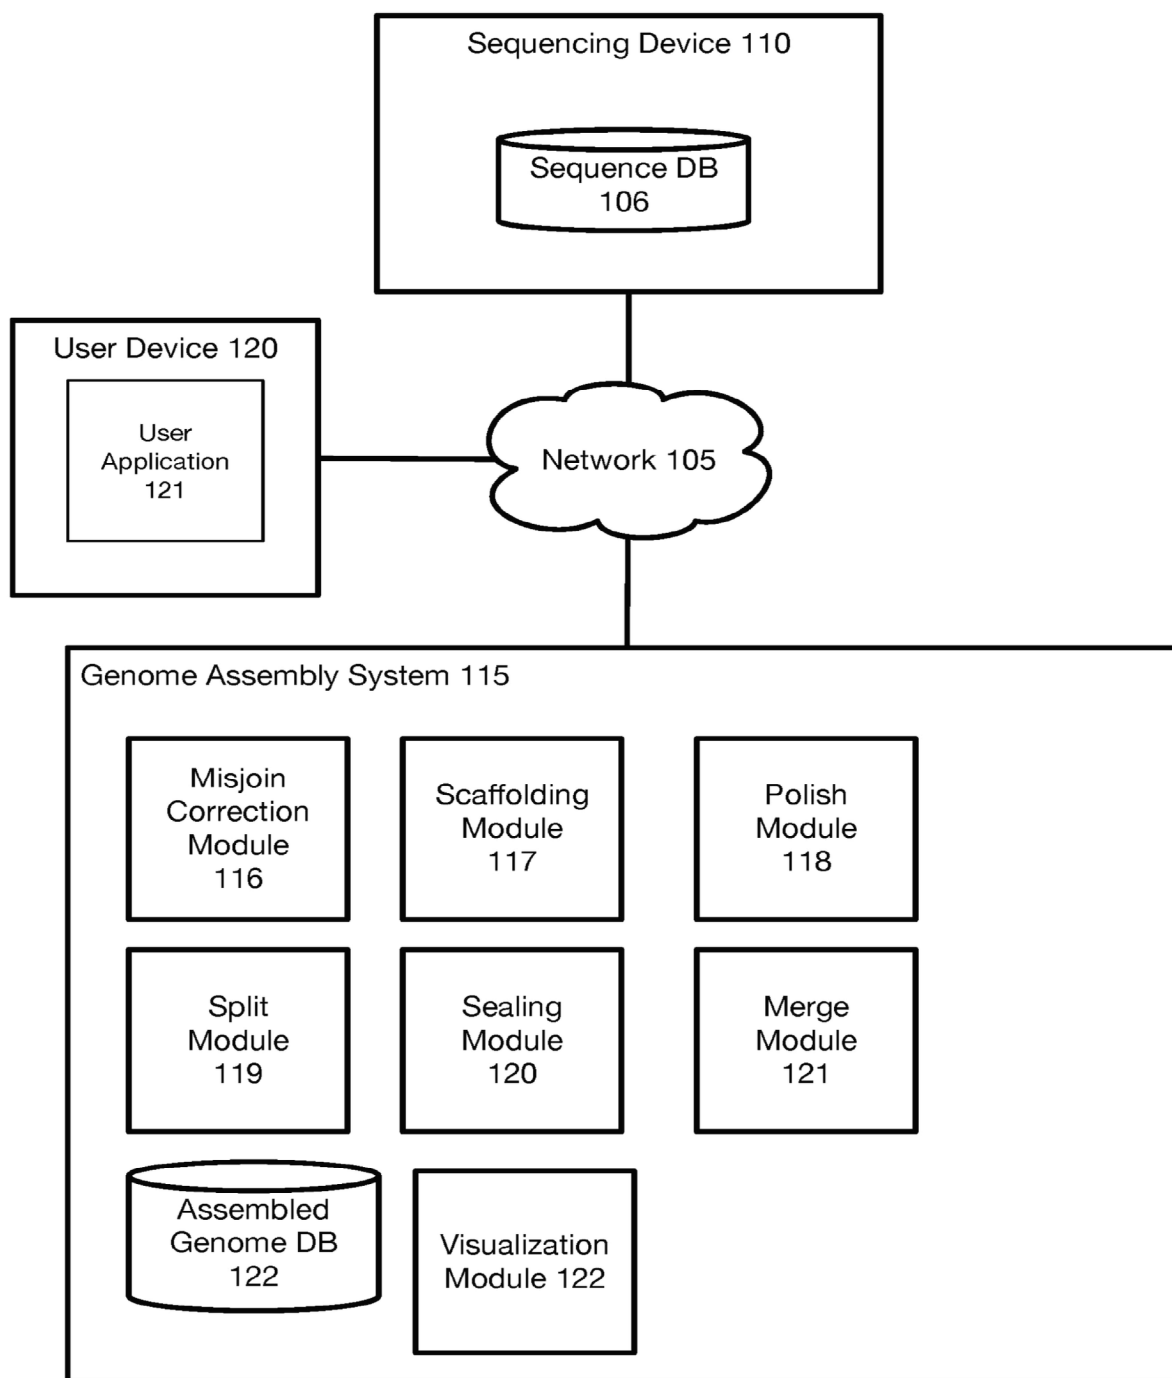 Sequencing Device 110
Sequence DB
106
User Device 120
User
Application
121
Network 105
Genome Assembly System 115
Misjoin
Correction
Module
116
Scaffolding
Module
117
Polish
Module
118
Split
Module
119
Sealing
Module
120
Merge
Module
121
Assembled
Genome DB
122
Visualization
Module 122